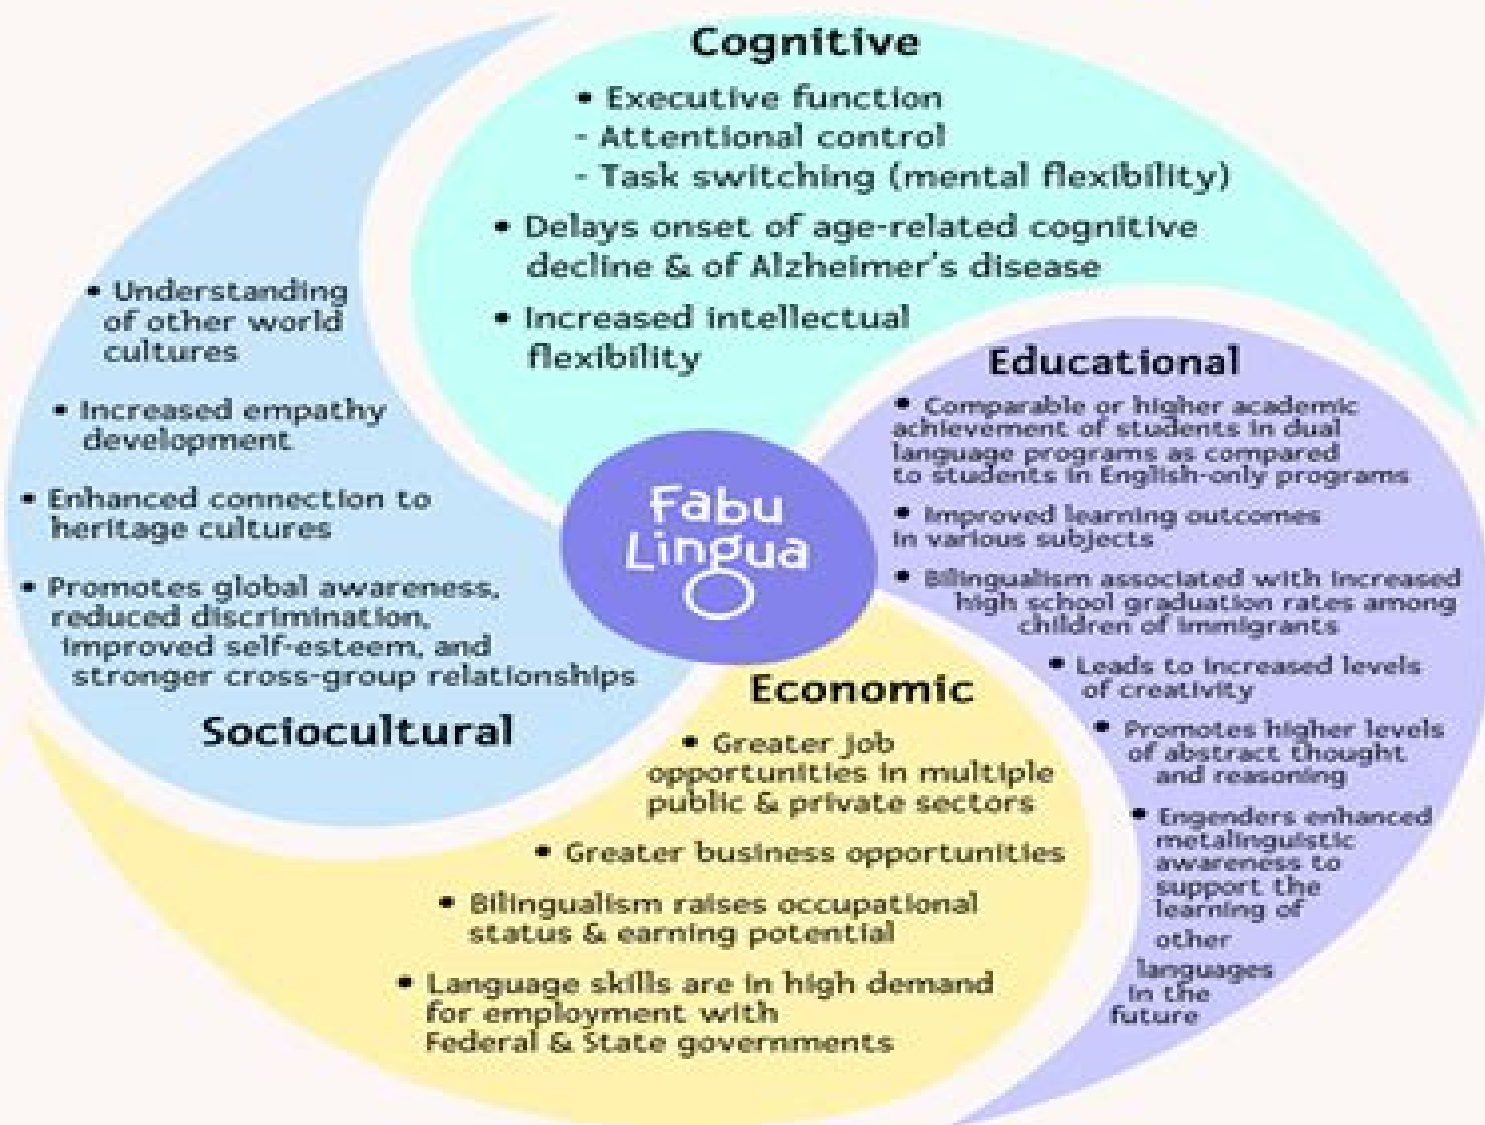 Cognitive
• Executive function
- Attentional control
- Task switching (mental flexibility)
• Delays onset of age-related cognitive
decline & of Alzheimer's disease
• Increased intellectual
flexibility
Educational
• Comparable or higher academic
achievement of students in dual
language programs as compared
to students in English-only programs
• Improved learning outcomes
in various subjects
• Bilingualism associated with increased
high school graduation rates among
children of immigrants
• Leads to increased levels
of creativity
• Promotes higher levels
of abstract thought
and reasoning
• Engenders enhanced
metalinguistic
awareness to
support the
learning of
other
languages
in the
future
Economic
• Greater job
opportunities in multiple
public & private sectors
• Greater business opportunities
• Bilingualism raises occupational
status & earning potential
• Language skills are in high demand
for employment with
Federal & State governments
• Understanding
of other world
cultures
• Increased empathy
development
• Enhanced connection to
heritage cultures
• Promotes global awareness,
reduced discrimination,
improved self-esteem, and
stronger cross-group relationships
Sociocultural
Fabu
Lingua